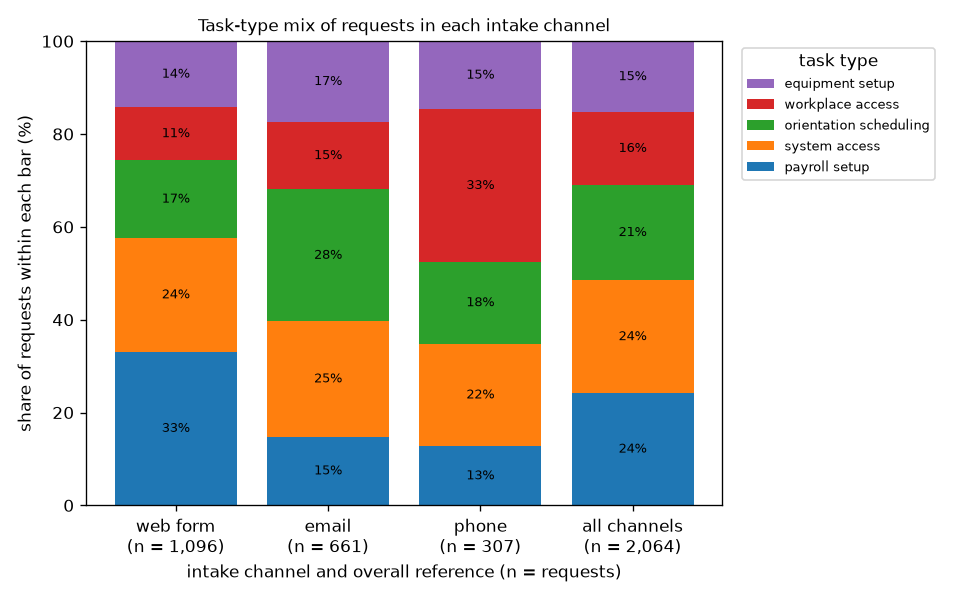 Task-type mix of requests in each intake channel
share of requests within each bar (%)
100
80
60
40
20
0
14%
11%
17%
24%
33%
17%
15%
28%
25%
15%
15%
33%
18%
22%
13%
15%
16%
21%
24%
24%
web form
(n = 1,096)
email
(n = 661)
phone
(n = 307)
all channels
(n = 2,064)
intake channel and overall reference (n = requests)
task type
equipment setup
workplace access
orientation scheduling
system access
payroll setup